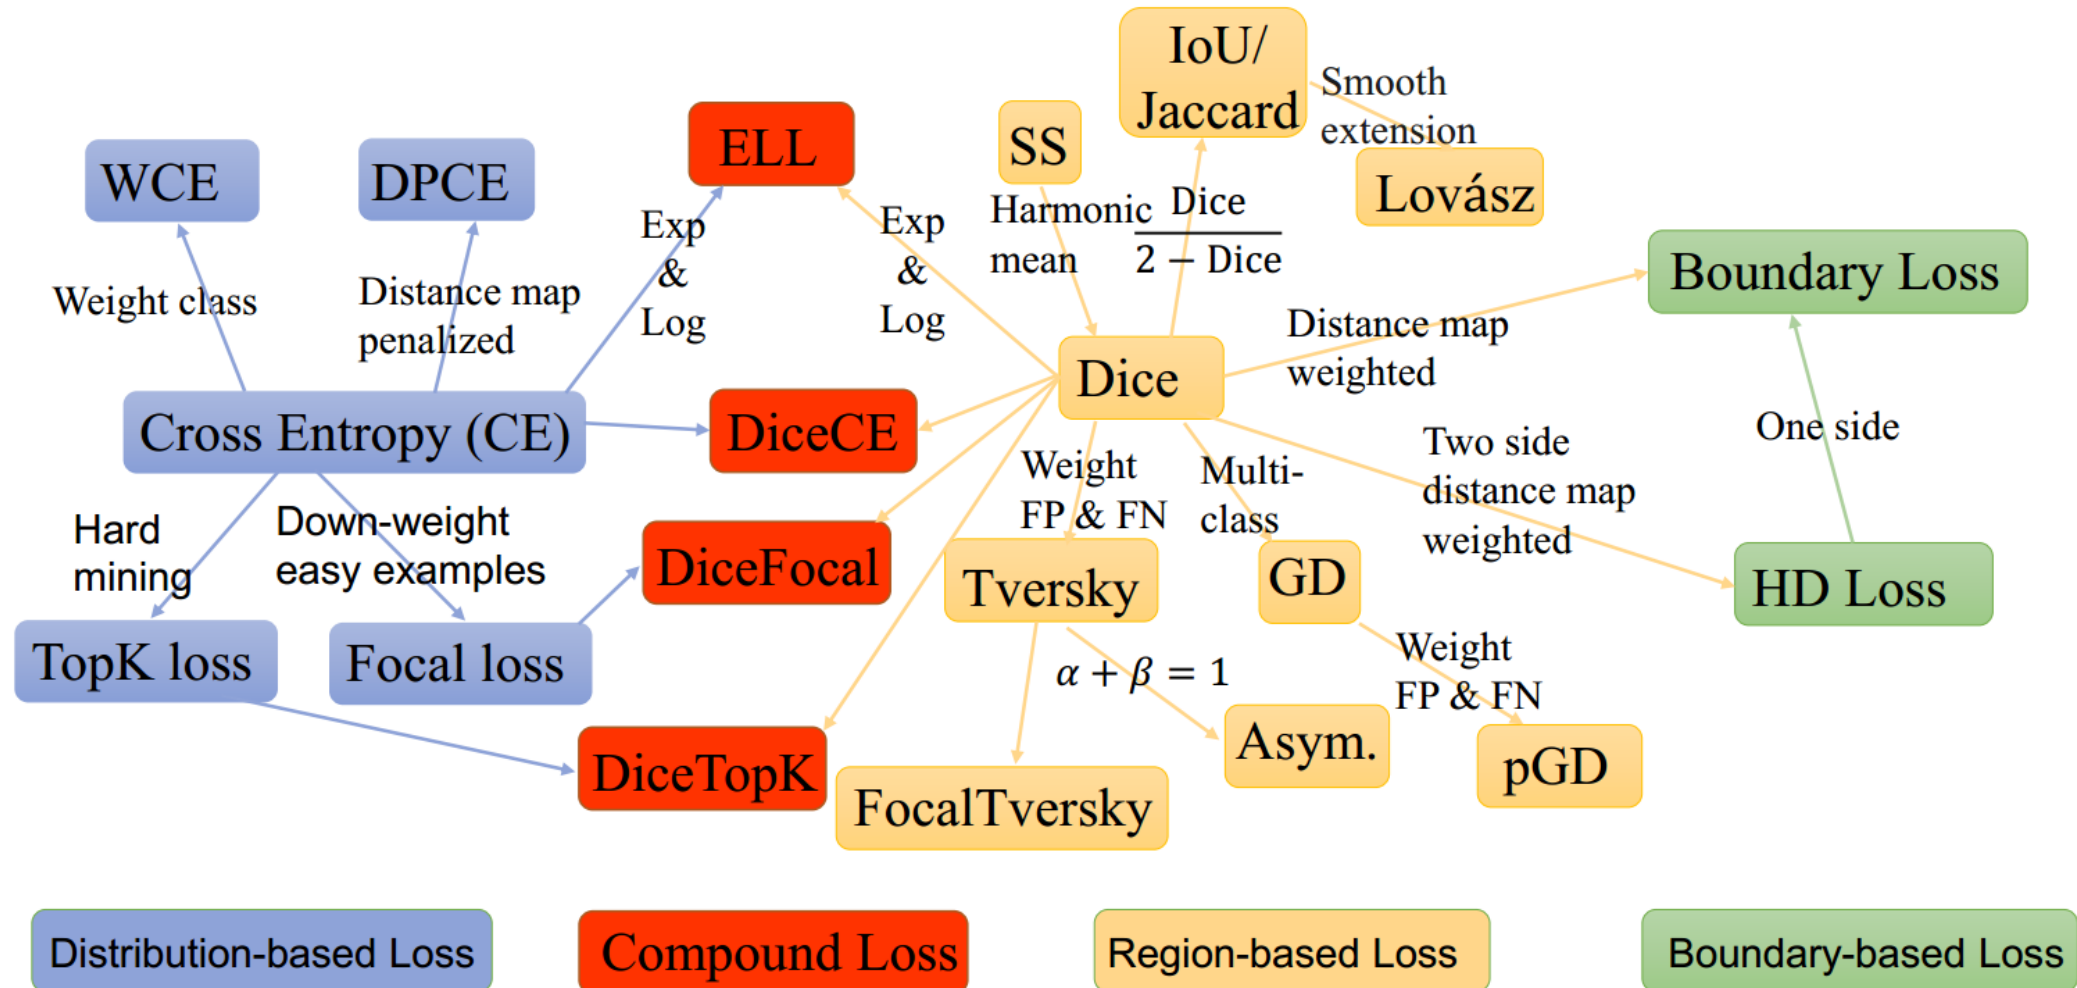 IoU/
Jaccard
Smooth
extension
SS
ELL
WCE
DPCE
Lovász
Harmonic
mean
Dice
2 − Dice
Exp
&
Log
Exp
&
Log
Weight class
Distance map
penalized
Boundary Loss
Distance map
weighted
Dice
Cross Entropy (CE)
DiceCE
One side
Two side
distance map
weighted
Weight
FP & FN
Multi-
class
Hard
mining
Down-weight
easy examples
DiceFocal
Tversky
GD
HD Loss
TopK loss
Focal loss
α + β = 1
Weight
FP & FN
Asym.
DiceTopK
pGD
FocalTversky
Distribution-based Loss
Compound Loss
Region-based Loss
Boundary-based Loss